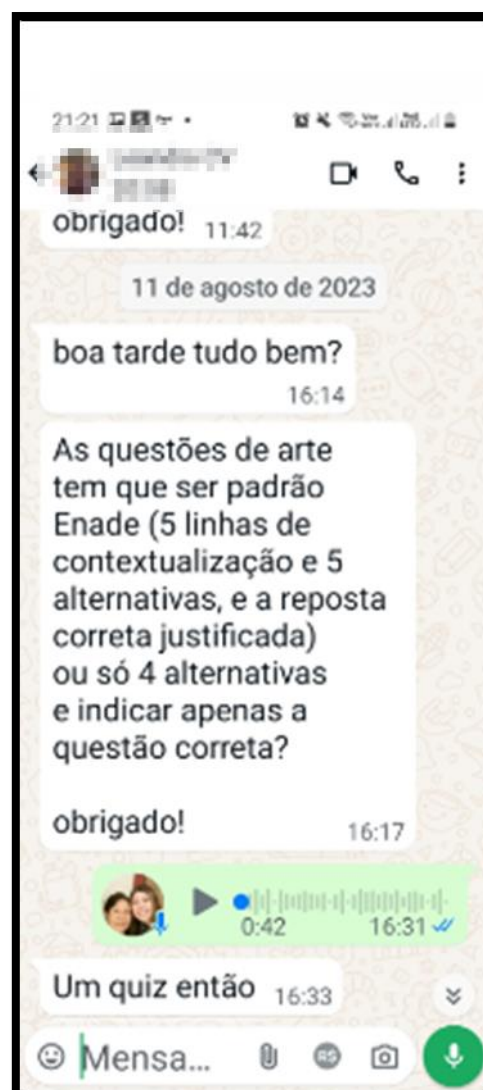 21:21
obrigado! 11:42
11 de agosto de 2023
boa tarde tudo bem?
16:14
As questões de arte
tem que ser padrão
Enade (5 linhas de
contextualização e 5
alternativas, e a reposta
correta justificada)
ou só 4 alternativas
e indicar apenas a
questão correta?
obrigado! 16:17
0:42 16:31
Um quiz então 16:33
Mensa...